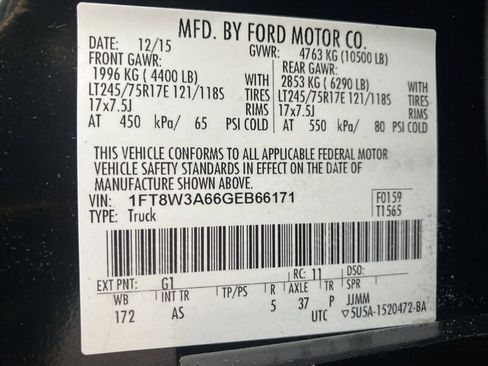 MFD. BY FORD MOTOR CO.
DATE: 12/15 GVWR: 4763 KG (10500 LB)
FRONT GAWR: REAR GAWR:
1996 KG ( 4400 LB) WITH 2853 KG ( 6290 LB) WITH
LT245/75R17E 121/118S TIRES LT245/75R17E 121/118S TIRES
17x7.5J RIMS 17x7.5J RIMS
AT 450 kPa/ 65 PSI COLD AT 550 kPa/ 80 PSI COLD
THIS VEHICLE CONFORMS TO ALL APPLICABLE FEDERAL MOTOR
VEHICLE SAFETY STANDARDS IN EFFECT ON THE DATE OF
MANUFACTURE SHOWN ABOVE.
VIN: 1FT8W3A66GEB66171 F0159
TYPE: Truck T1565
EXT PNT: G1 RC: 11 DSO:
WB INT TR TP/PS R AXLE TR SPR
172 AS 5 37 P JJMM
UTC 5U5A-1520472-BA